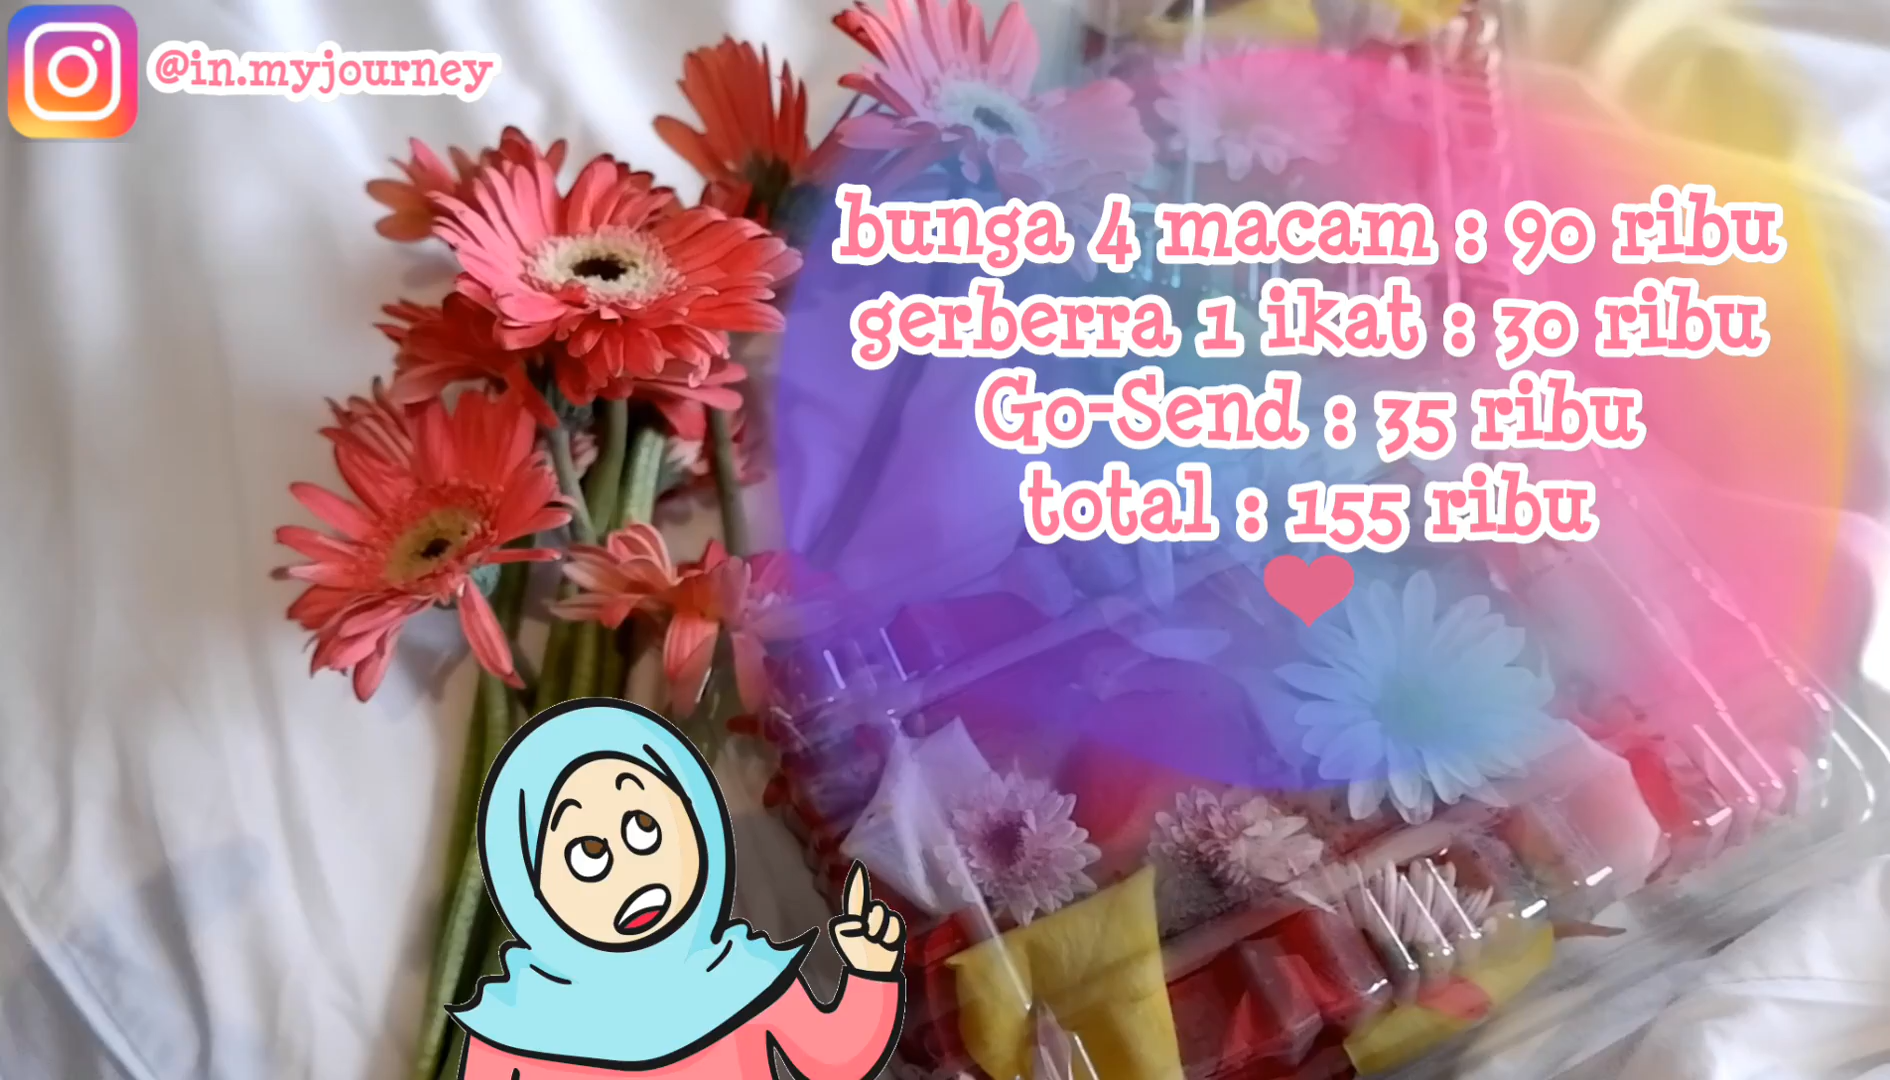 @in.myjourney
bunga 4 macam : 90 ribu
gerberra 1 ikat : 30 ribu
Go-Send : 35 ribu
total : 155 ribu